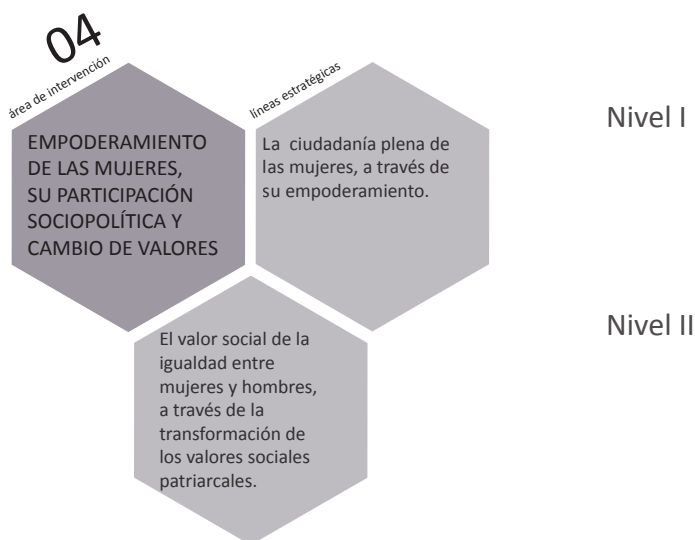 04
área de intervención
EMPODERAMIENTO
DE LAS MUJERES,
SU PARTICIPACIÓN
SOCIOPOLÍTICA Y
CAMBIO DE VALORES
líneas estratégicas
La ciudadanía plena de
las mujeres, a través de
su empoderamiento.
Nivel I
El valor social de la
igualdad entre
mujeres y hombres,
a través de la
transformación de
los valores sociales
patriarcales.
Nivel II